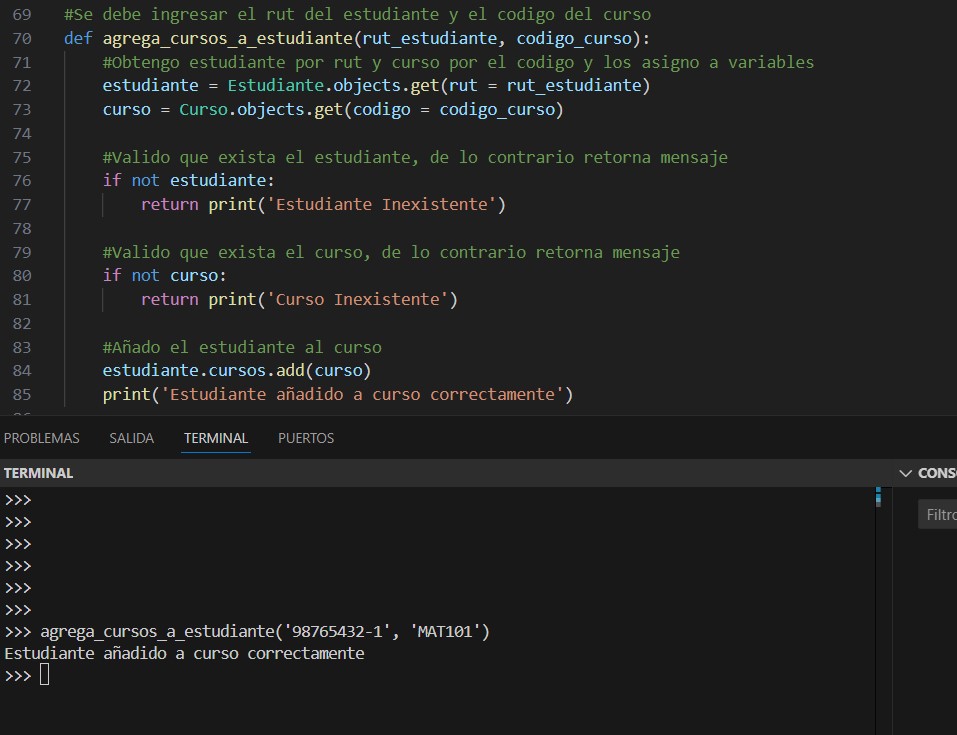 69 #Se debe ingresar el rut del estudiante y el codigo del curso
70 def agrega_cursos_a_estudiante(rut_estudiante, codigo_curso):
71 #Obtengo estudiante por rut y curso por el codigo y los asigno a variables
72 estudiante = Estudiante.objects.get(rut = rut_estudiante)
73 curso = Curso.objects.get(codigo = codigo_curso)
74
75 #Valido que exista el estudiante, de lo contrario retorna mensaje
76 if not estudiante:
77 return print('Estudiante Inexistente')
78
79 #Valido que exista el curso, de lo contrario retorna mensaje
80 if not curso:
81 return print('Curso Inexistente')
82
83 #Añado el estudiante al curso
84 estudiante.cursos.add(curso)
85 print('Estudiante añadido a curso correctamente')
PROBLEMAS SALIDA TERMINAL PUERTOS
TERMINAL
>>>
>>>
>>>
>>>
>>>
>>>
>>> agrega_cursos_a_estudiante('98765432-1', 'MAT101')
Estudiante añadido a curso correctamente
>>>
CONS
Filtro